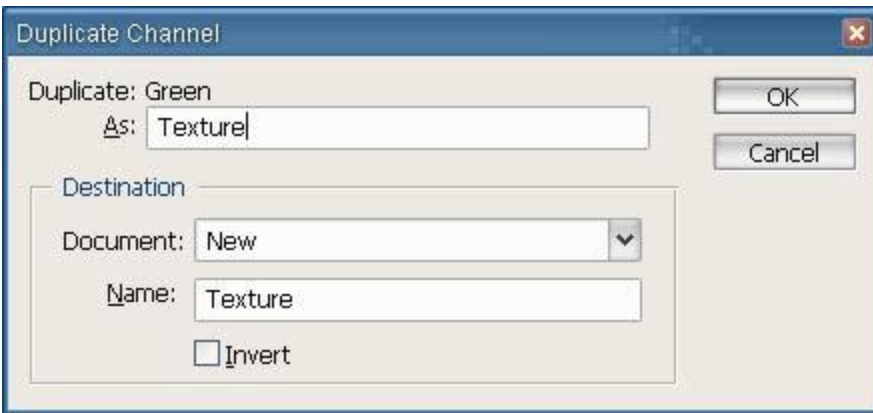 Duplicate Channel
Duplicate: Green
OK
As: Texture
Cancel
Destination
Document: New
Name: Texture
Invert